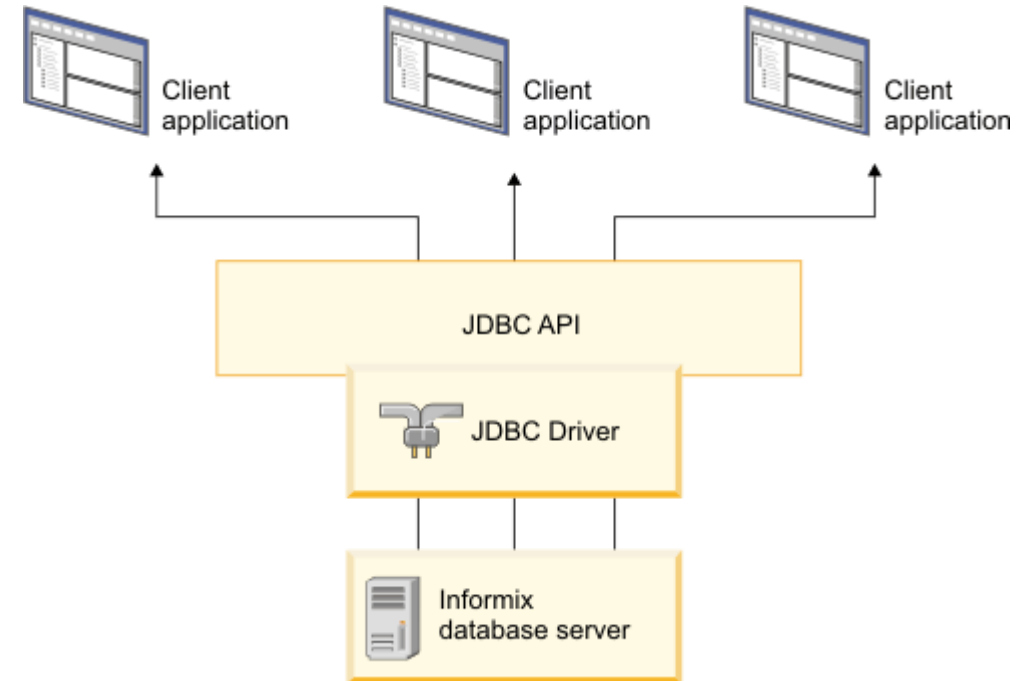 Client
application
Client
application
Client
application
JDBC API
JDBC Driver
Informix
database server